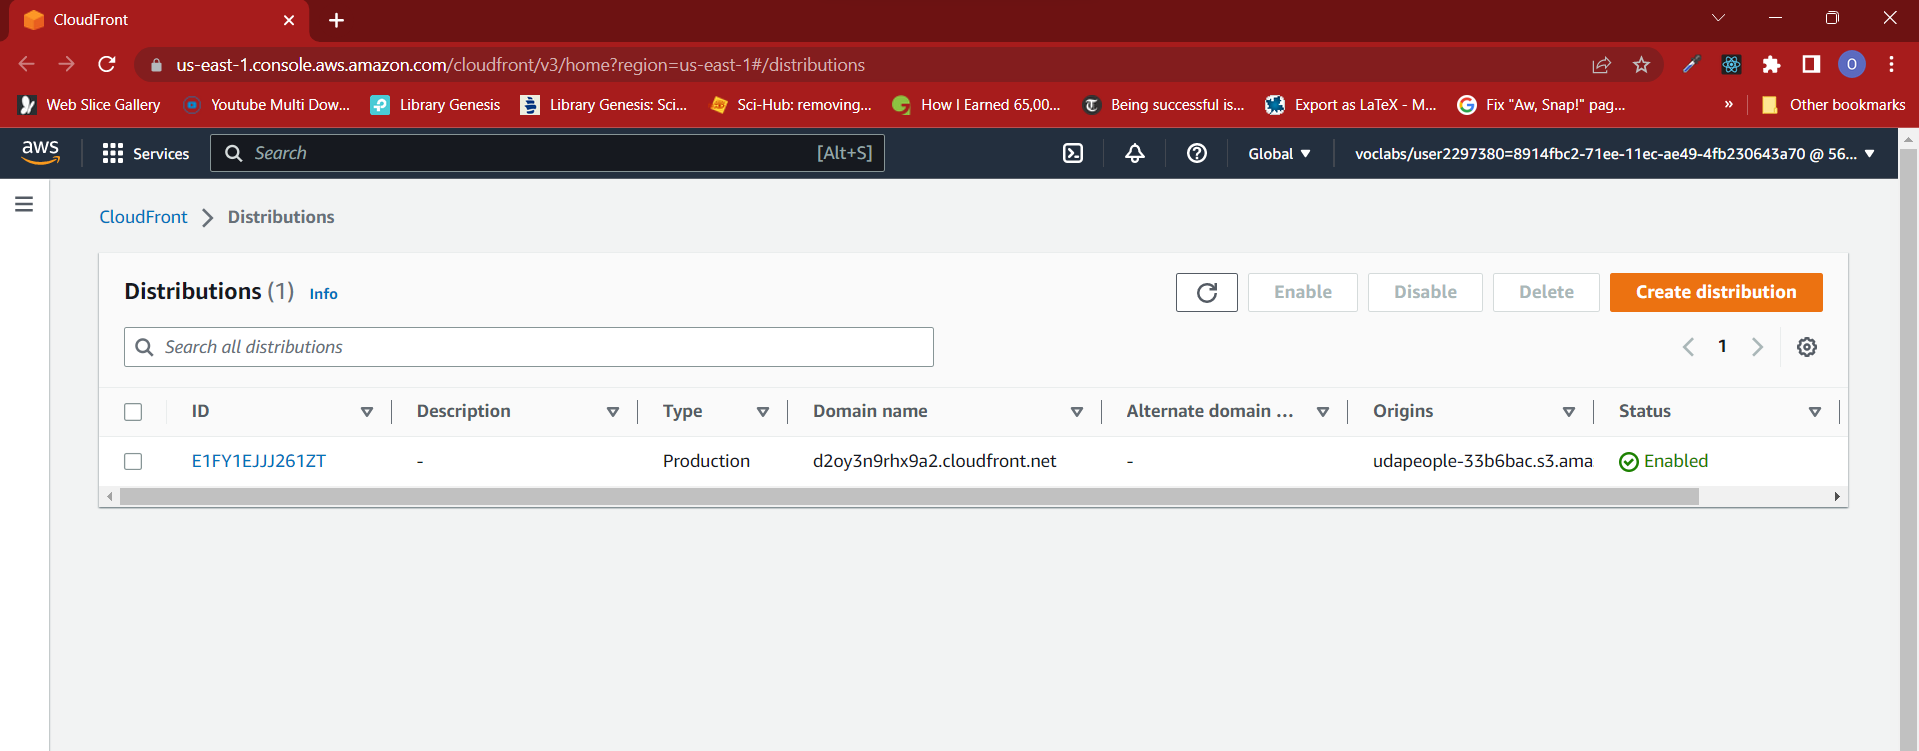 CloudFront
us-east-1.console.aws.amazon.com/cloudfront/v3/home?region=us-east-1#/distributions
O
Web Slice Gallery Youtube Multi Dow... Library Genesis Library Genesis: Sci... Sci-Hub: removing... How I Earned 65,00... Being successful is... Export as LaTeX - M... Fix "Aw, Snap!" pag... » Other bookmarks
aws Services Search [Alt+S] Global voclabs/user2297380=8914fbc2-71ee-11ec-ae49-4fb230643a70 @ 56...
CloudFront Distributions
Distributions (1) Info Enable Disable Delete Create distribution
Search all distributions 1
ID Description Type Domain name Alternate domain ... Origins Status
E1FY1EJJJ261ZT - Production d2oy3n9rhx9a2.cloudfront.net - udapeople-33b6bac.s3.ama Enabled